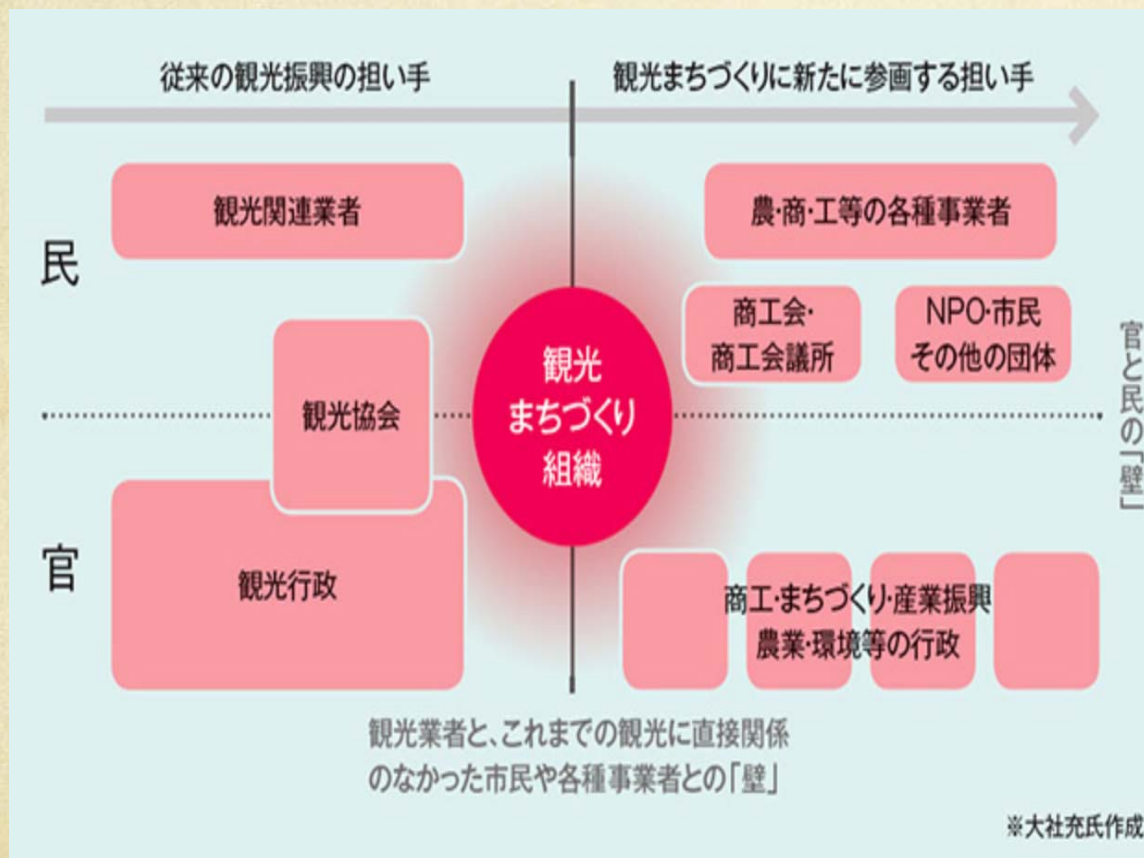 従来の観光振興の担い手
観光まちづくりに新たに参画する担い手
民
観光関連業者
農・商・工等の各種事業者
商工会・
商工会議所
NPO・市民
その他の団体
観光協会
観光
まちづくり
組織
官と民の「壁」
官
観光行政
商工・まちづくり・産業振興
農業・環境等の行政
観光業者と、これまでの観光に直接関係
のなかった市民や各種事業者との「壁」
※大社充氏作成